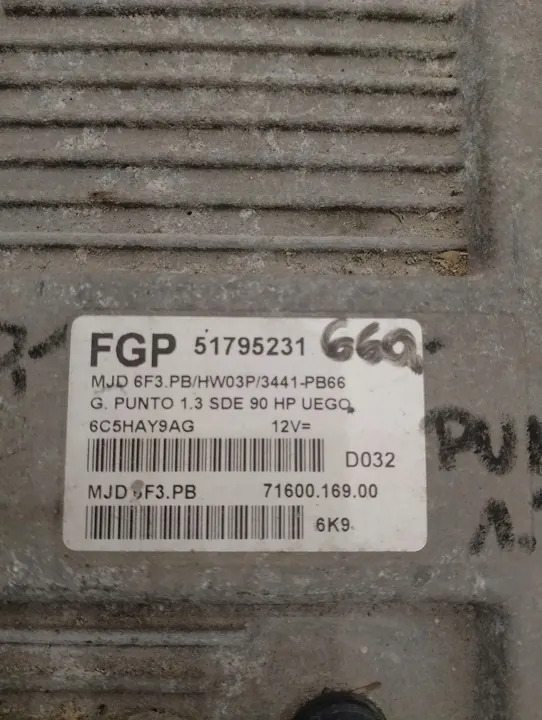 FGP 51795231 660,-
MJD 6F3.PB/HW03P/3441-PB66
G. PUNTO 1.3 SDE 90 HP UEGO
6C5HAY9AG 12V=
D032
MJD 6F3.PB 71600.169.00
6K9